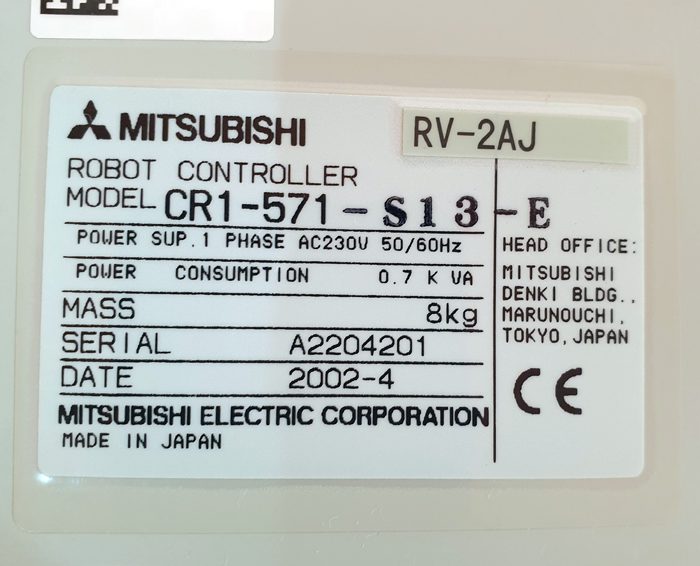 MITSUBISHI
RV-2AJ
ROBOT CONTROLLER
MODEL CR1-571-S13-E
POWER SUP.1 PHASE AC230V 50/60Hz
POWER CONSUMPTION 0.7 K VA
MASS 8kg
SERIAL A2204201
DATE 2002-4
MITSUBISHI ELECTRIC CORPORATION
MADE IN JAPAN
HEAD OFFICE:
MITSUBISHI
DENKI BLDG.,
MARUNOUCHI,
TOKYO, JAPAN
CE